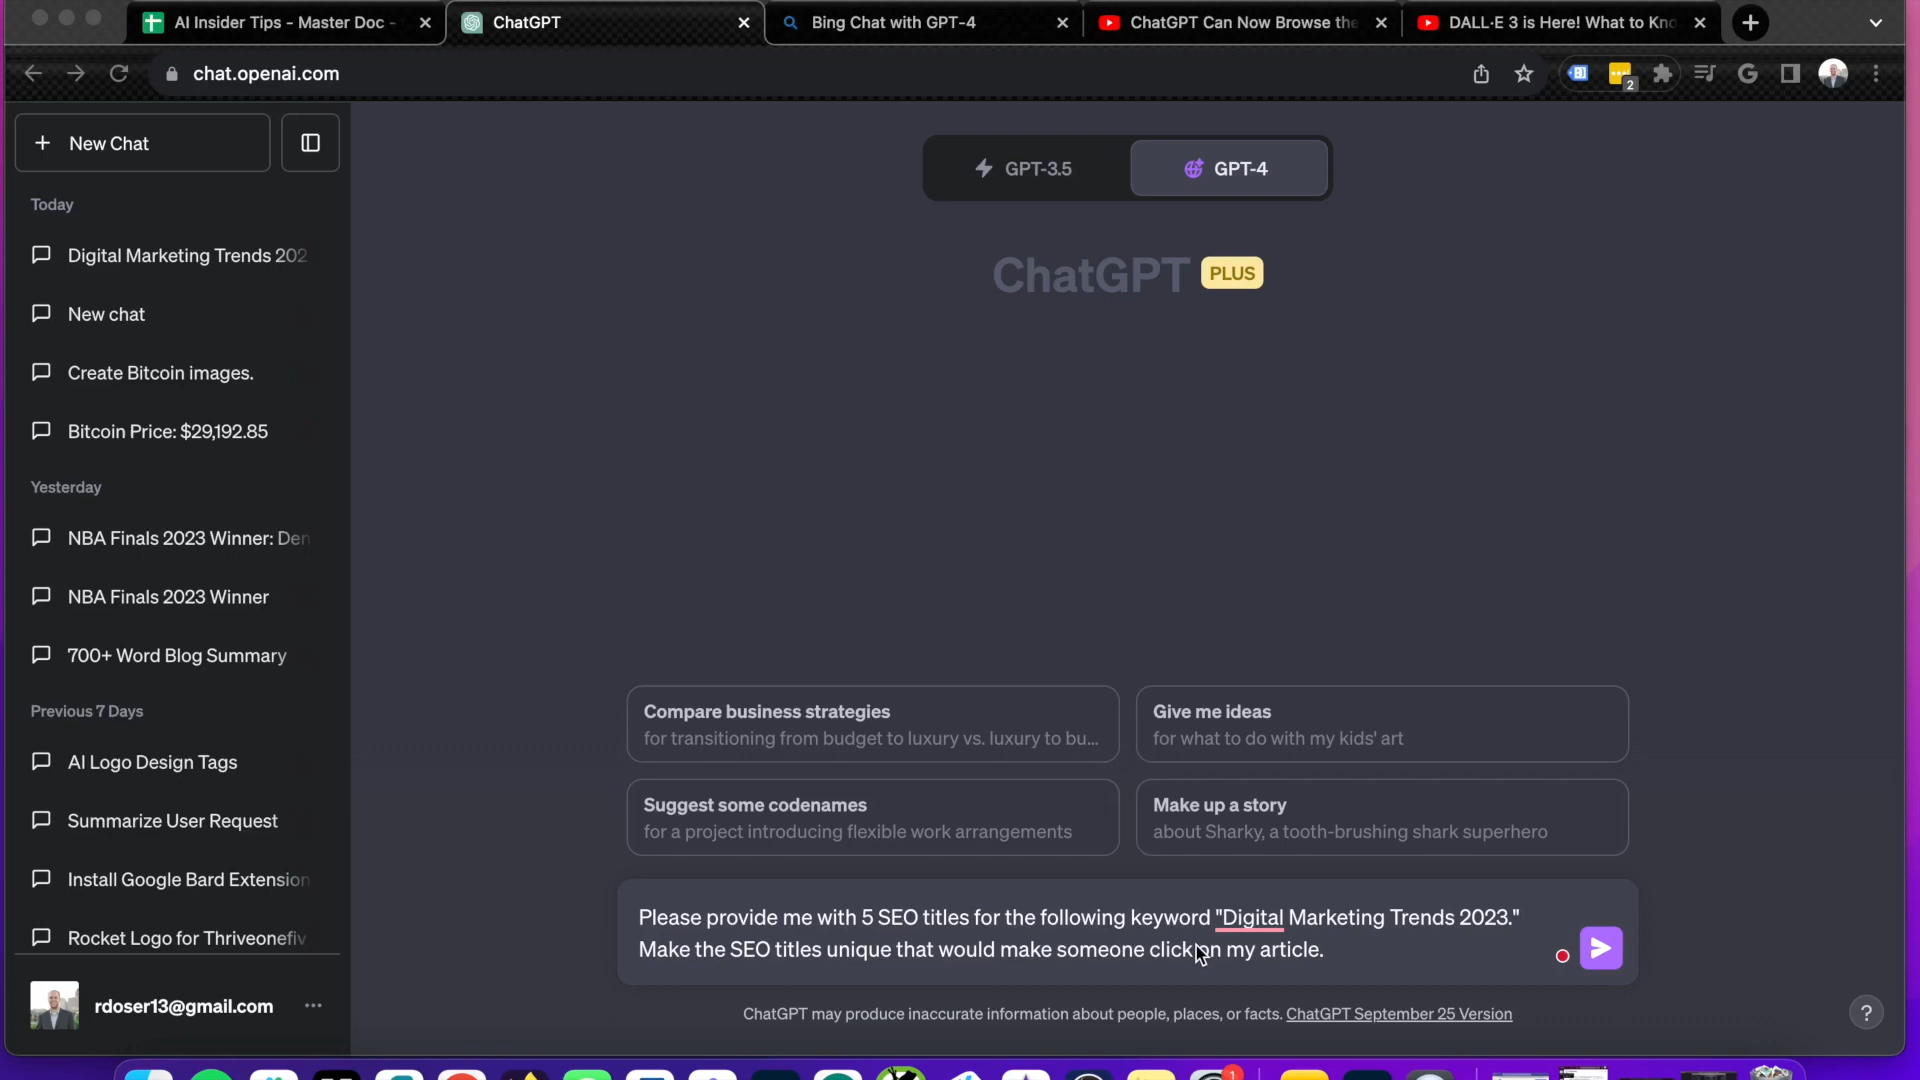 AI Insider Tips - Master Doc -
ChatGPT
Bing Chat with GPT-4
ChatGPT Can Now Browse the
DALL·E 3 is Here! What to Kno
chat.openai.com
2
New Chat
Today
Digital Marketing Trends 202
New chat
Create Bitcoin images.
Bitcoin Price: $29,192.85
Yesterday
NBA Finals 2023 Winner: Den
NBA Finals 2023 Winner
700+ Word Blog Summary
Previous 7 Days
AI Logo Design Tags
Summarize User Request
Install Google Bard Extension
Rocket Logo for Thriveonefiv
rdoser13@gmail.com
GPT-3.5
GPT-4
ChatGPT PLUS
Compare business strategies
for transitioning from budget to luxury vs. luxury to bu...
Give me ideas
for what to do with my kids' art
Suggest some codenames
for a project introducing flexible work arrangements
Make up a story
about Sharky, a tooth-brushing shark superhero
Please provide me with 5 SEO titles for the following keyword "Digital Marketing Trends 2023."
Make the SEO titles unique that would make someone click on my article.
ChatGPT may produce inaccurate information about people, places, or facts. ChatGPT September 25 Version
?
1